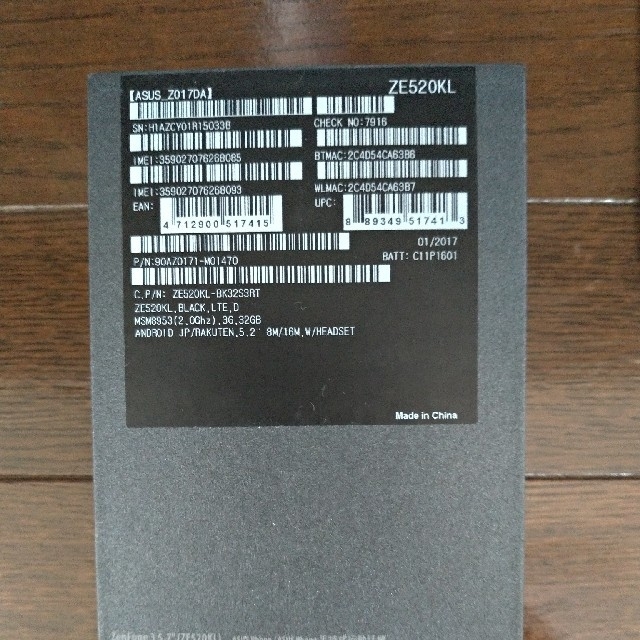 【ASUS_Z017DA】
ZE520KL
SN:H1AZCY01R150338
CHECK NO:7916
IMEI:359027076268085
BTMAC:2C4D54CA63B6
IMEI:359027076268093
WLMAC:2C4D54CA63B7
EAN:
4 712900 517415
UPC:
8 89349 51741 3
01/2017
P/N:90AZ0171-M01470
BATT: C11P1601
C.P/N: ZE520KL-BK32S3RT
ZE520KL,BLACK,LTE,D
MSM8953(2.0Ghz),3G,32GB
ANDROID JP/RAKUTEN,5.2" 8M/16M,W/HEADSET
Made in China
(ZE520KL)